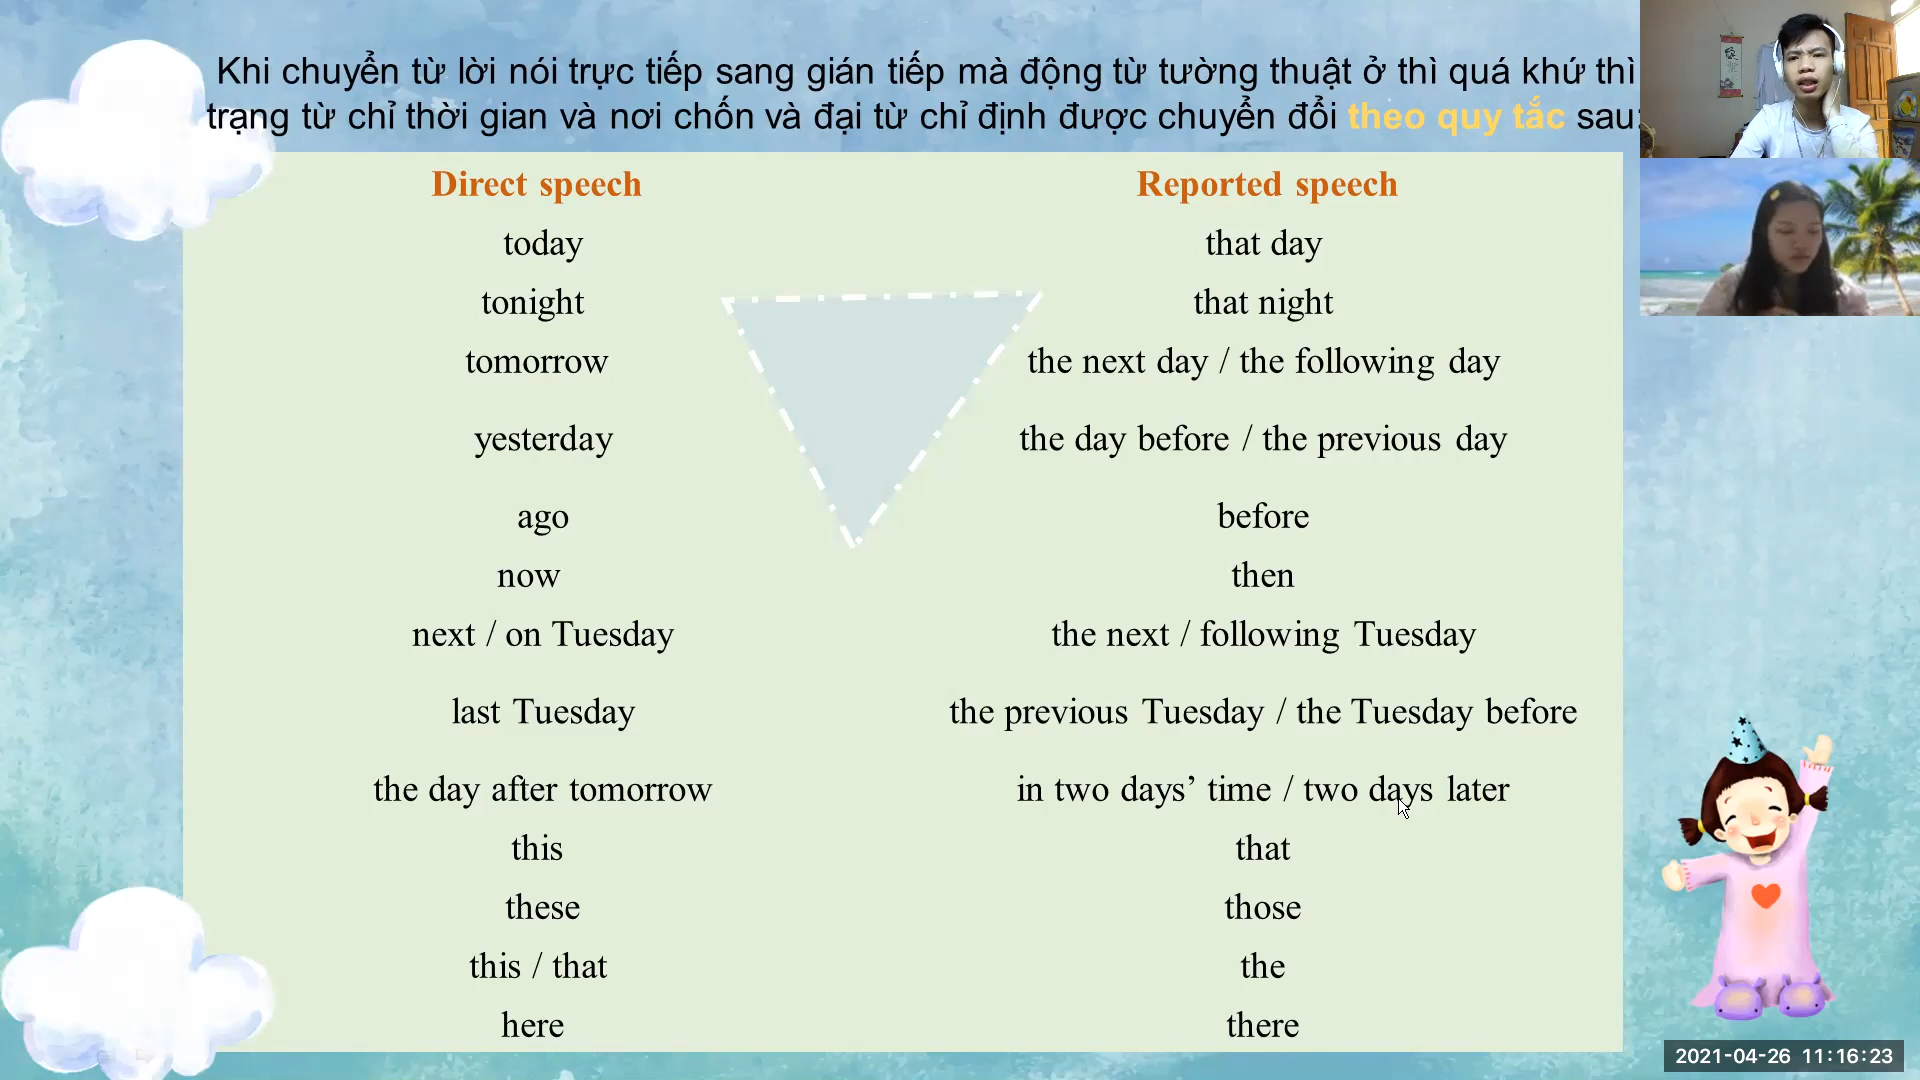 Khi chuyển từ lời nói trực tiếp sang gián tiếp mà động từ tường thuật ở thì quá khứ thì
trạng từ chỉ thời gian và nơi chốn và đại từ chỉ định được chuyển đổi theo quy tắc sau:
Direct speech Reported speech
today that day
tonight that night
tomorrow the next day / the following day
yesterday the day before / the previous day
ago before
now then
next / on Tuesday the next / following Tuesday
last Tuesday the previous Tuesday / the Tuesday before
the day after tomorrow in two days’ time / two days later
this that
these those
this / that the
here there
2021-04-26 11:16:23